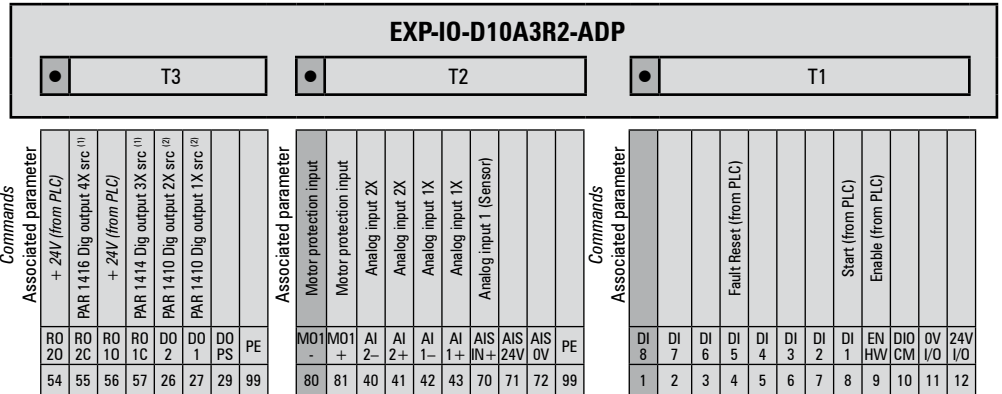 EXP-IO-D10A3R2-ADP
T3
T2
T1
Commands
Associated parameter
+ 24V (from PLC)
PAR 1416 Dig output 4X src (1)
+ 24V (from PLC)
PAR 1414 Dig output 3X src (1)
PAR 1410 Dig output 2X src (2)
PAR 1410 Dig output 1X src (2)
RO 20
RO 2C
RO 10
RO 1C
DO 2
DO 1
DO PS
PE
54 55 56 57 26 27 29 99
Associated parameter
Motor protection input
Motor protection input
Analog input 2X
Analog input 2X
Analog input 1X
Analog input 1X
Analog input 1 (Sensor)
M01 -
M01 +
AI 2–
AI 2+
AI 1–
AI 1+
AIS IN+
AIS 24V
AIS 0V
PE
80 81 40 41 42 43 70 71 72 99
Commands
Associated parameter
Fault Reset (from PLC)
Start (from PLC)
Enable (from PLC)
DI 8
DI 7
DI 6
DI 5
DI 4
DI 3
DI 2
DI 1
EN HW
DIO CM
0V I/O
24V I/O
1 2 3 4 5 6 7 8 9 10 11 12